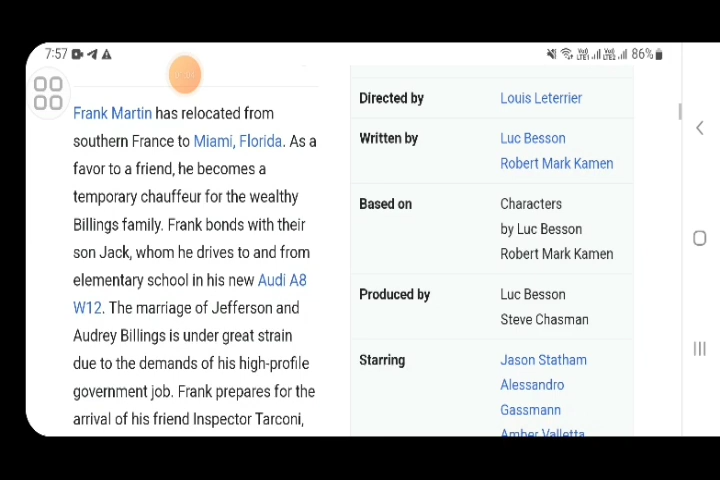 7:57
86%
Frank Martin has relocated from
southern France to Miami, Florida. As a
favor to a friend, he becomes a
temporary chauffeur for the wealthy
Billings family. Frank bonds with their
son Jack, whom he drives to and from
elementary school in his new Audi A8
W12. The marriage of Jefferson and
Audrey Billings is under great strain
due to the demands of his high-profile
government job. Frank prepares for the
arrival of his friend Inspector Tarconi,
Directed by Louis Leterrier
Written by Luc Besson
Robert Mark Kamen
Based on Characters
by Luc Besson
Robert Mark Kamen
Produced by Luc Besson
Steve Chasman
Starring Jason Statham
Alessandro
Gassmann
Amber Valletta